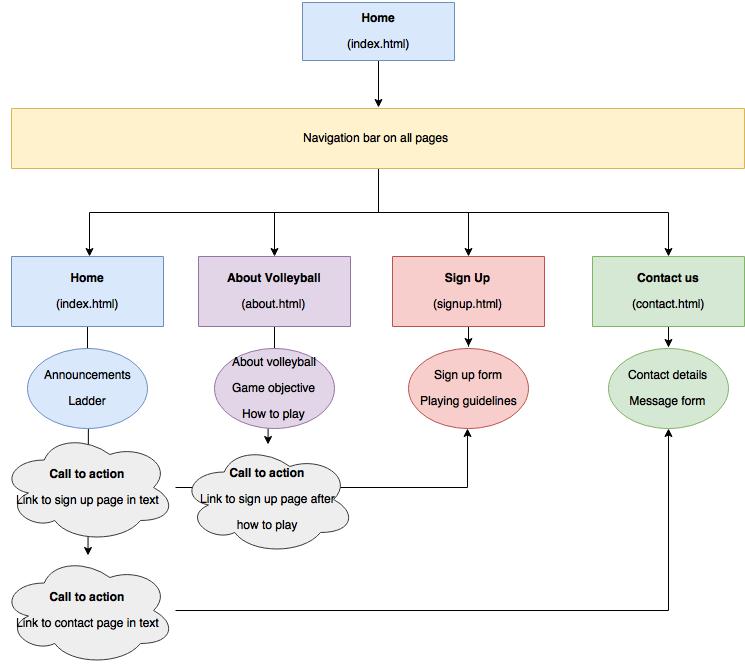 Home
(index.html)
Navigation bar on all pages
Home
(index.html)
About Volleyball
(about.html)
Sign Up
(signup.html)
Contact us
(contact.html)
Announcements
Ladder
About volleyball
Game objective
How to play
Sign up form
Playing guidelines
Contact details
Message form
Call to action
Link to sign up page in text
Call to action
Link to sign up page after
how to play
Call to action
Link to contact page in text